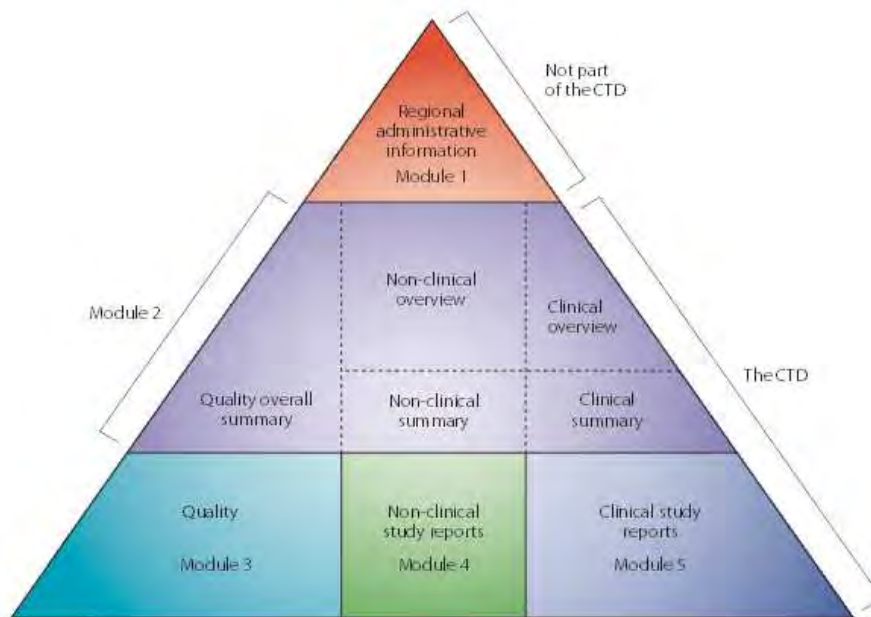 Not part
of the CTD
Regional
administrative
information
Module 1
Module 2
Non-clinical
overview
Clinical
overview
The CTD
Quality overall
summary
Non-clinical
summary
Clinical
summary
Quality
Module 3
Non-clinical
study reports
Module 4
Clinical study
reports
Module 5